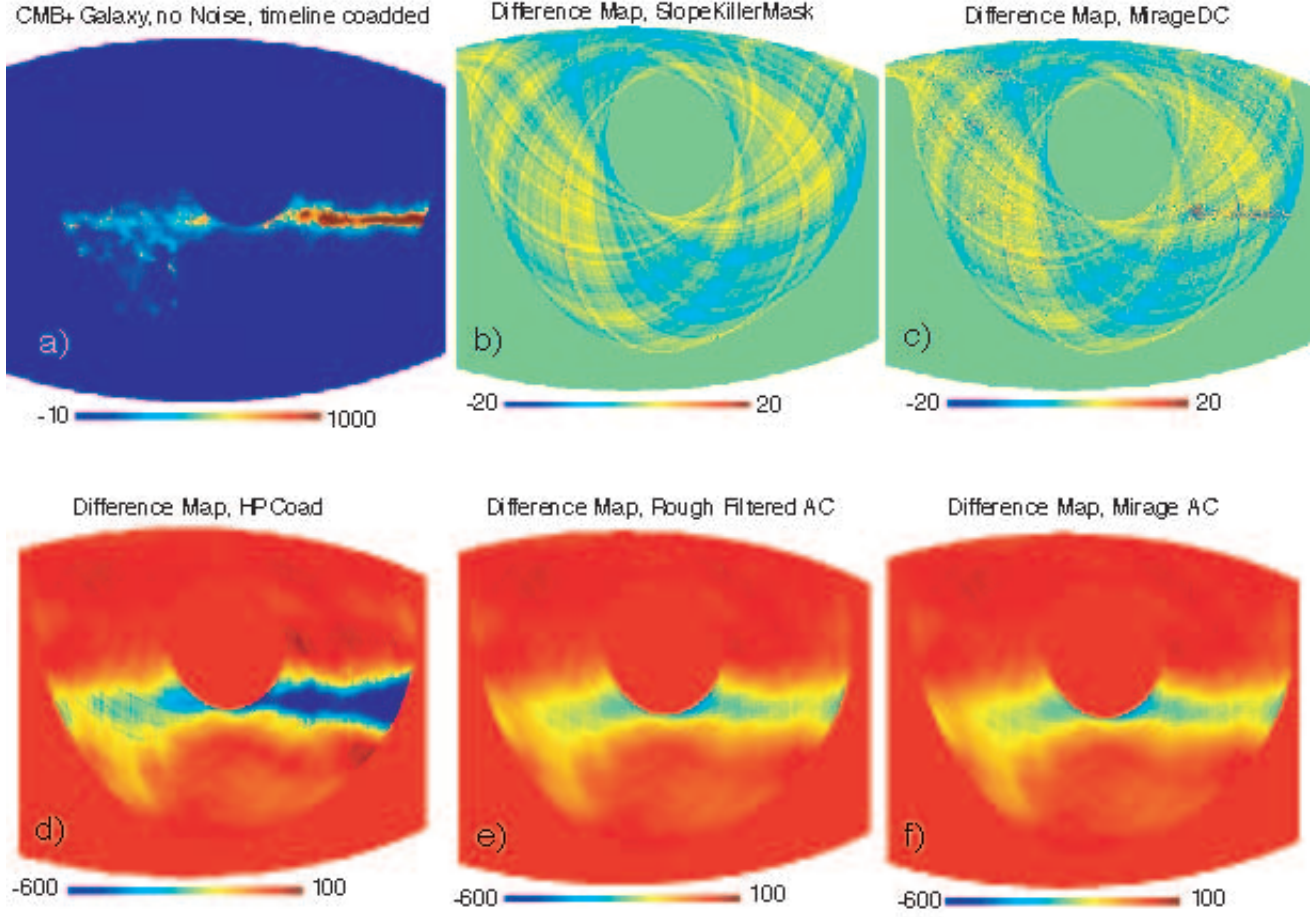 CMB+ Galaxy, no Noise, timeline coadded
Difference Map, SlopeKillerMask
Difference Map, MirageDC
a)
b)
c)
-10 1000
-20 20
-20 20
Difference Map, HPCoad
Difference Map, Rough Filtered AC
Difference Map, Mirage AC
d)
e)
f)
-600 100
-600 100
-600 100